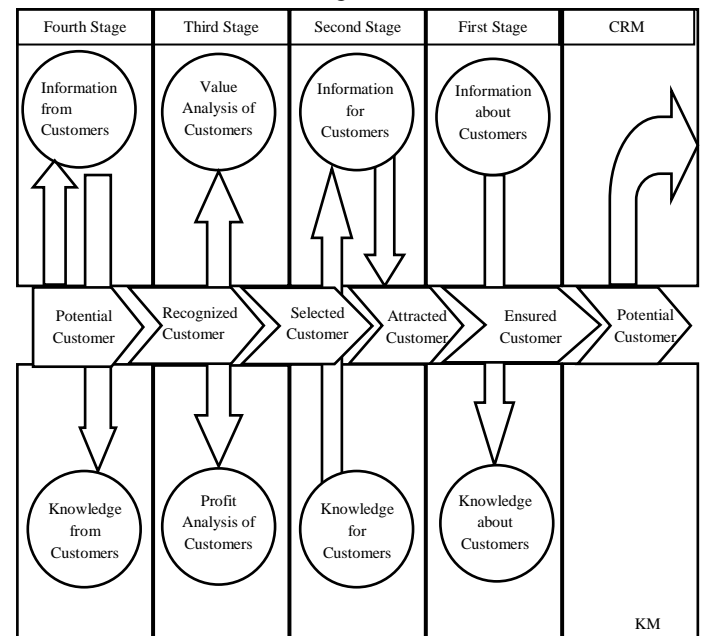 Fourth Stage
Third Stage
Second Stage
First Stage
CRM
Information
from
Customers
Value
Analysis of
Customers
Information
for
Customers
Information
about
Customers
Potential
Customer
Recognized
Customer
Selected
Customer
Attracted
Customer
Ensured
Customer
Potential
Customer
Knowledge
from
Customers
Profit
Analysis of
Customers
Knowledge
for
Customers
Knowledge
about
Customers
KM